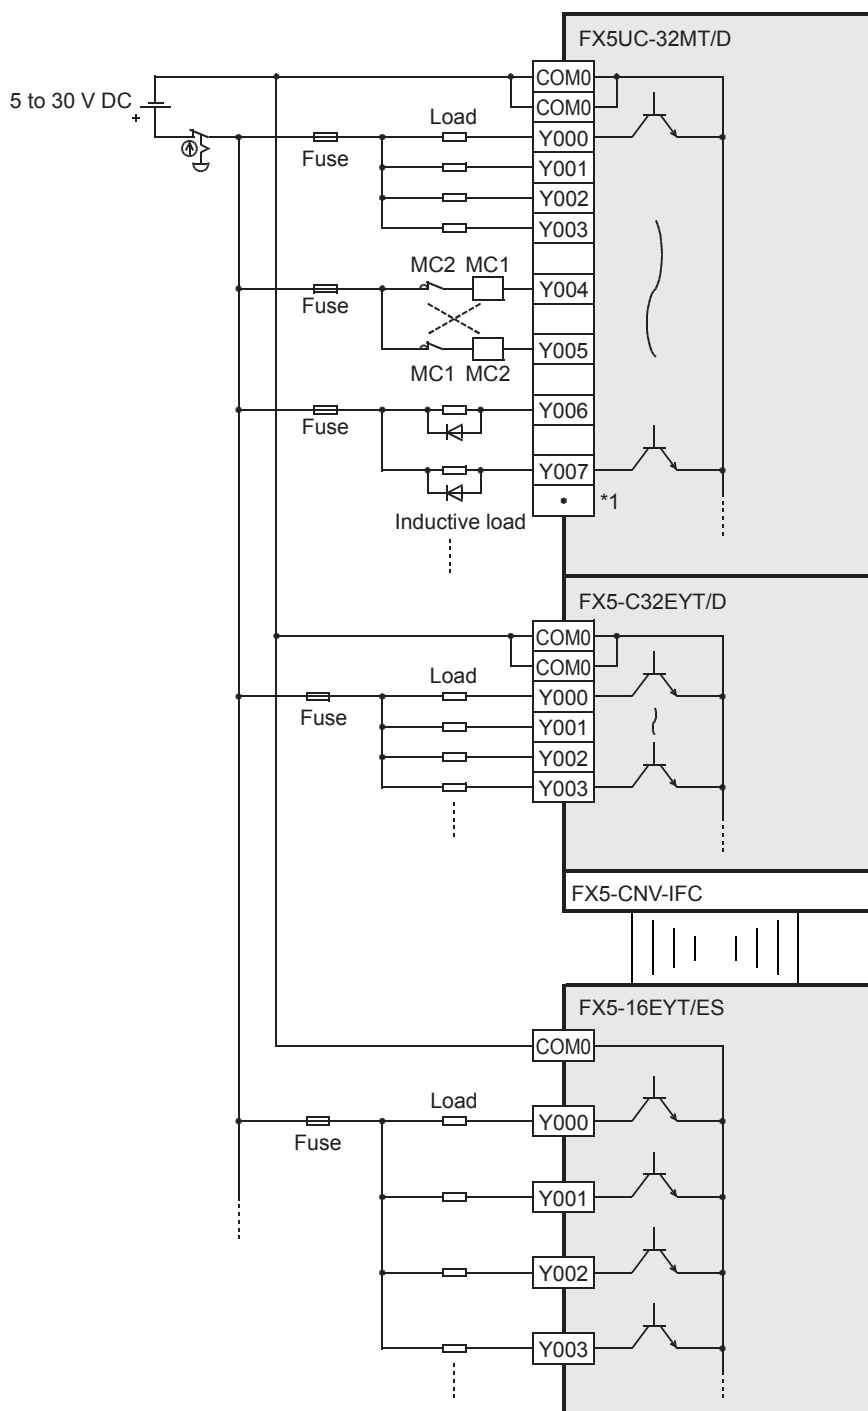 FX5UC-32MT/D
5 to 30 V DC
+
COM0
COM0
Load
Y000
Fuse
Y001
Y002
Y003
MC2 MC1
Y004
Fuse
Y005
MC1 MC2
Y006
Fuse
Y007
*1
Inductive load
FX5-C32EYT/D
COM0
COM0
Load
Y000
Fuse
Y001
Y002
Y003
FX5-CNV-IFC
FX5-16EYT/ES
COM0
Load
Y000
Fuse
Y001
Y002
Y003